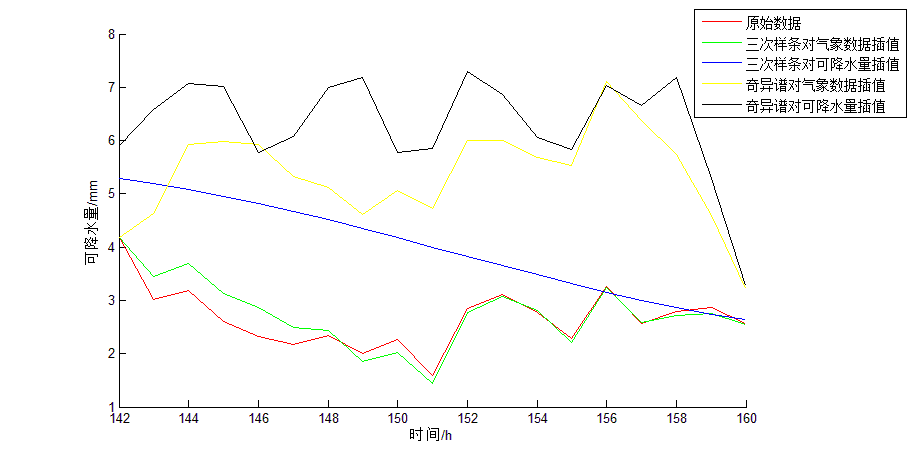 原始数据
三次样条对气象数据插值
三次样条对可降水量插值
奇异谱对气象数据插值
奇异谱对可降水量插值
8
7
6
5
4
3
2
1
可降水量/mm
142 144 146 148 150 152 154 156 158 160
时间/h